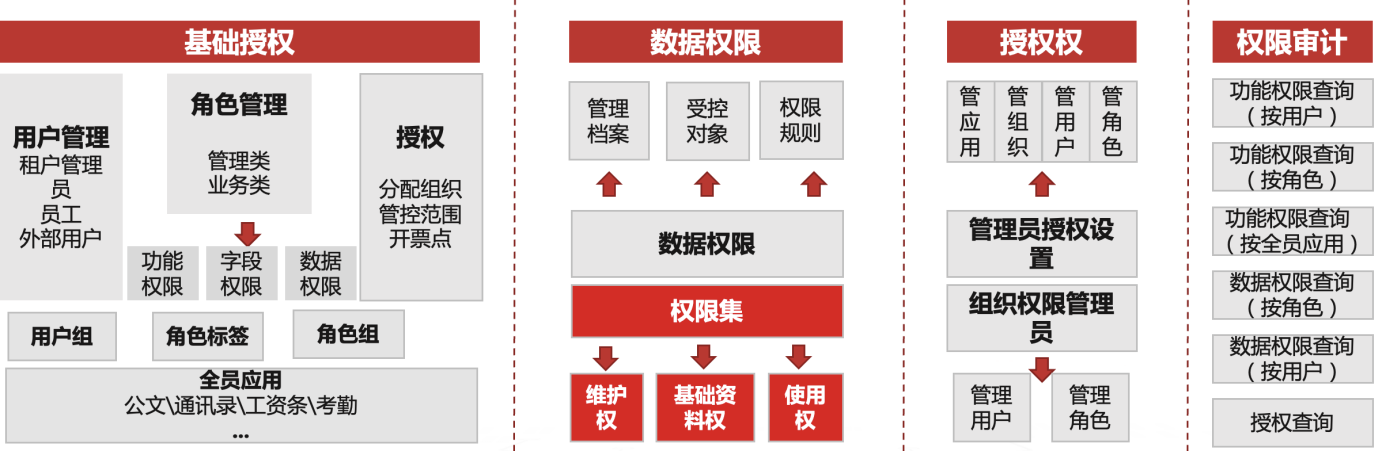 基础授权
用户管理
租户管理
员
员工
外部用户
角色管理
管理类
业务类
功能
权限
字段
权限
数据
权限
授权
分配组织
管控范围
开票点
用户组
角色标签
角色组
全员应用
公文\通讯录\工资条\考勤
...
数据权限
管理
档案
受控
对象
权限
规则
数据权限
权限集
维护
权
基础资
料权
使用
权
授权权
管
应
用
管
组
织
管
用
户
管
角
色
管理员授权设
置
组织权限管理
员
管理
用户
管理
角色
权限审计
功能权限查询
（按用户）
功能权限查询
（按角色）
功能权限查询
（按全员应用）
数据权限查询
（按角色）
数据权限查询
（按用户）
授权查询